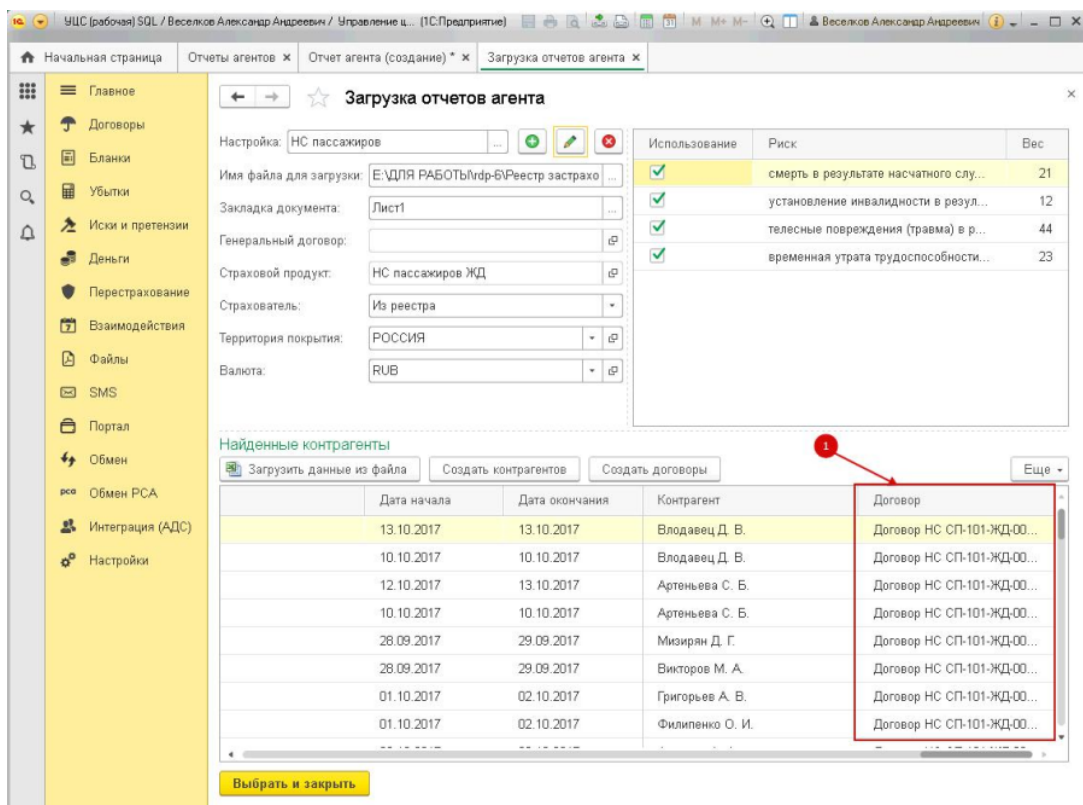 УЦС (рабочая) SQL / Веселков Александр Андреевич / Управление ц... (1С:Предприятие) M M+ M- Веселков Александр Андреевич
Начальная страница Отчеты агентов × Отчет агента (создание) * × Загрузка отчетов агента ×
Главное
Договоры
Бланки
Убытки
Иски и претензии
Деньги
Перестрахование
Взаимодействия
Файлы
SMS
Портал
Обмен
рса Обмен РСА
Интеграция (АДС)
Настройки
Загрузка отчетов агента
Настройка: НС пассажиров ...
Имя файла для загрузки: E:\ДЛЯ РАБОТЫ\rdp-6\Реестр застрахо ...
Закладка документа: Лист1 ...
Генеральный договор:
Страховой продукт: НС пассажиров ЖД
Страхователь: Из реестра
Территория покрытия: РОССИЯ
Валюта: RUB
Использование Риск Вес
смерть в результате насчатного слу... 21
установление инвалидности в резул... 12
телесные повреждения (травма) в р... 44
временная утрата трудоспособности... 23
Найденные контрагенты
1
Загрузить данные из файла Создать контрагентов Создать договоры Еще
Дата начала Дата окончания Контрагент Договор
13.10.2017 13.10.2017 Влодавец Д. В. Договор НС СП-101-ЖД-00...
10.10.2017 10.10.2017 Влодавец Д. В. Договор НС СП-101-ЖД-00...
12.10.2017 13.10.2017 Артеньева С. Б. Договор НС СП-101-ЖД-00...
10.10.2017 10.10.2017 Артеньева С. Б. Договор НС СП-101-ЖД-00...
28.09.2017 29.09.2017 Мизирян Д. Г. Договор НС СП-101-ЖД-00...
28.09.2017 29.09.2017 Викторов М. А. Договор НС СП-101-ЖД-00...
01.10.2017 02.10.2017 Григорьев А. В. Договор НС СП-101-ЖД-00...
01.10.2017 02.10.2017 Филипенко О. И. Договор НС СП-101-ЖД-00...
Выбрать и закрыть